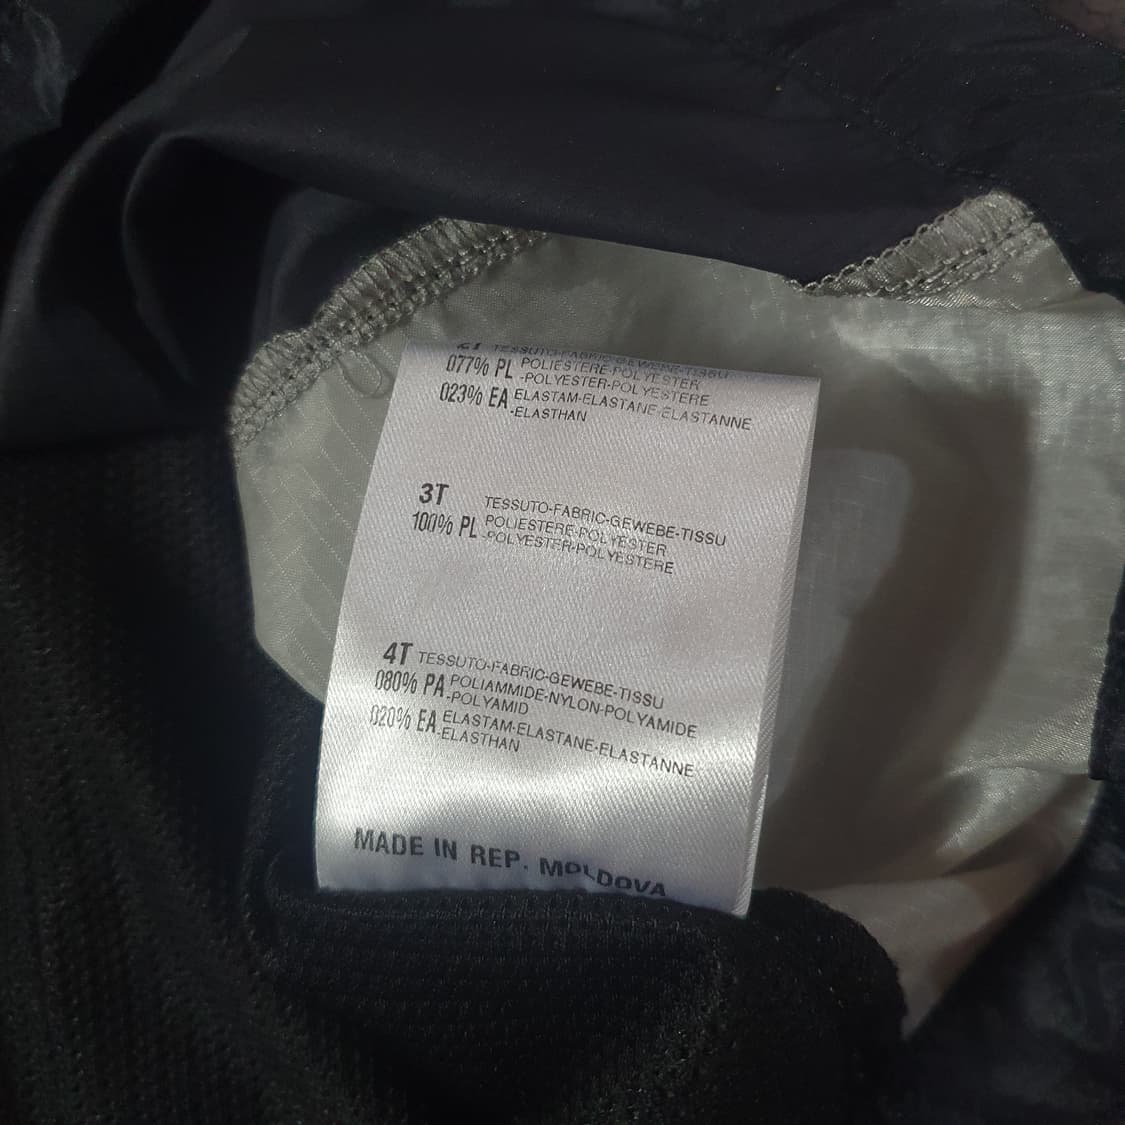 2T TESSUTO-FABRIC-GEWEBE-TISSU
077% PL POLIESTERE-POLYESTER
-POLYESTER-POLYESTERE
023% EA ELASTAM-ELASTANE-ELASTANNE
-ELASTHAN
3T TESSUTO-FABRIC-GEWEBE-TISSU
100% PL POLIESTERE-POLYESTER
-POLYESTER-POLYESTERE
4T TESSUTO-FABRIC-GEWEBE-TISSU
080% PA POLIAMMIDE-NYLON-POLYAMIDE
-POLYAMID
020% EA ELASTAM-ELASTANE-ELASTANNE
-ELASTHAN
MADE IN REP. MOLDOVA